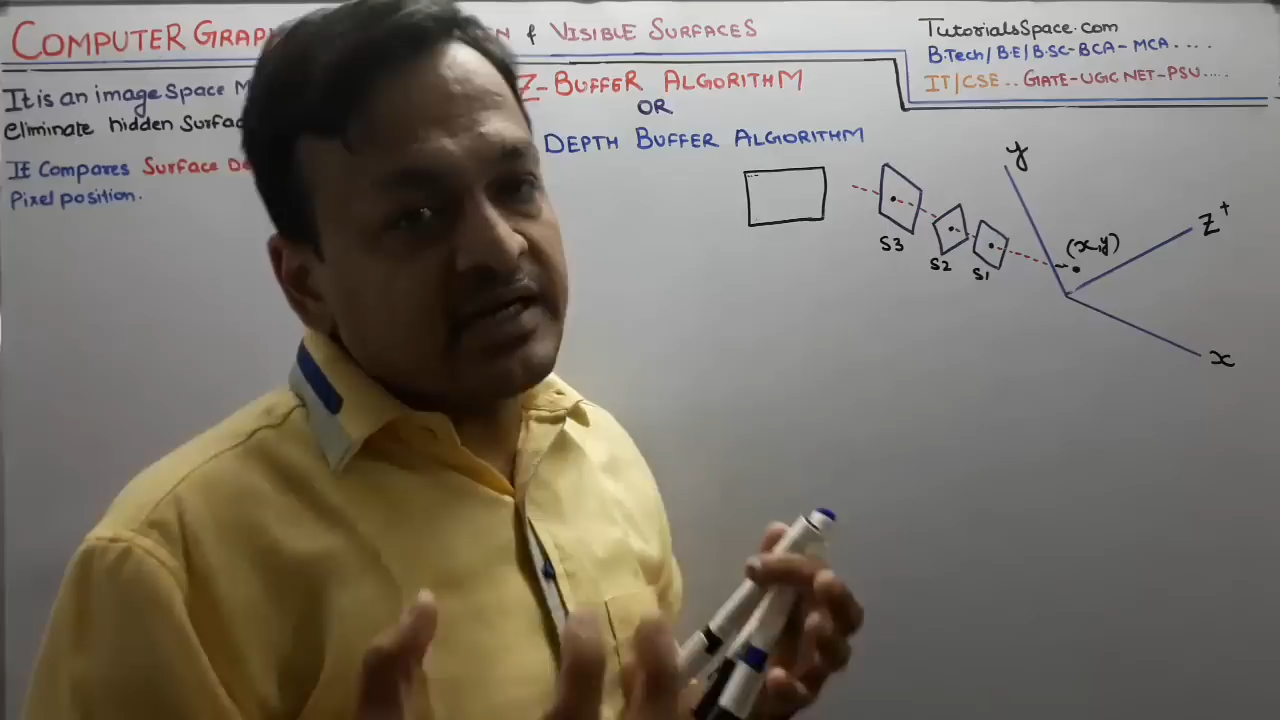 COMPUTER GRAP N & VISIBLE SURFACES
TutorialsSpace.com
B.Tech/B.E/B.SC-BCA-MCA....
IT/CSE.. GATE-UGC NET-PSU.....
It is an image Space M
eliminate hidden Surfac
It Compares Surface De
Pixel position.
Z-BUFFER ALGORITHM
OR
DEPTH BUFFER ALGORITHM
y
Z+
(x,y)
S3
S2
S1
x